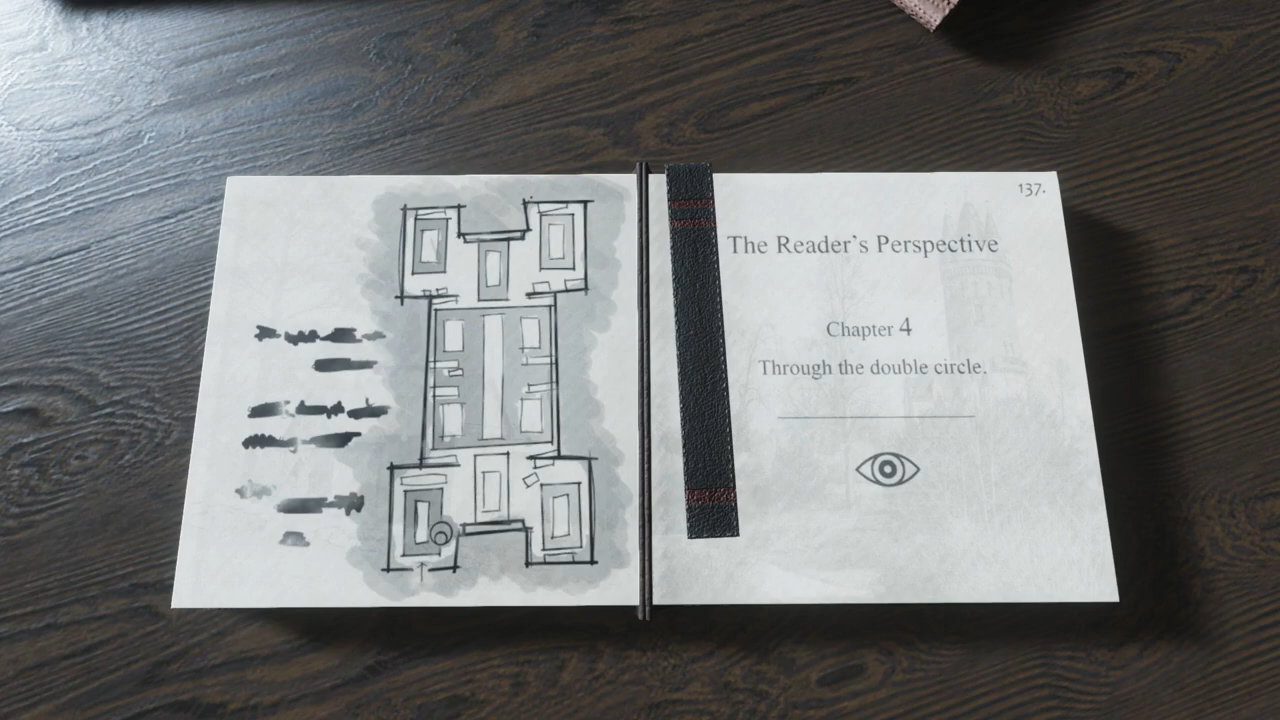 137.
The Reader's Perspective
Chapter 4
Through the double circle.